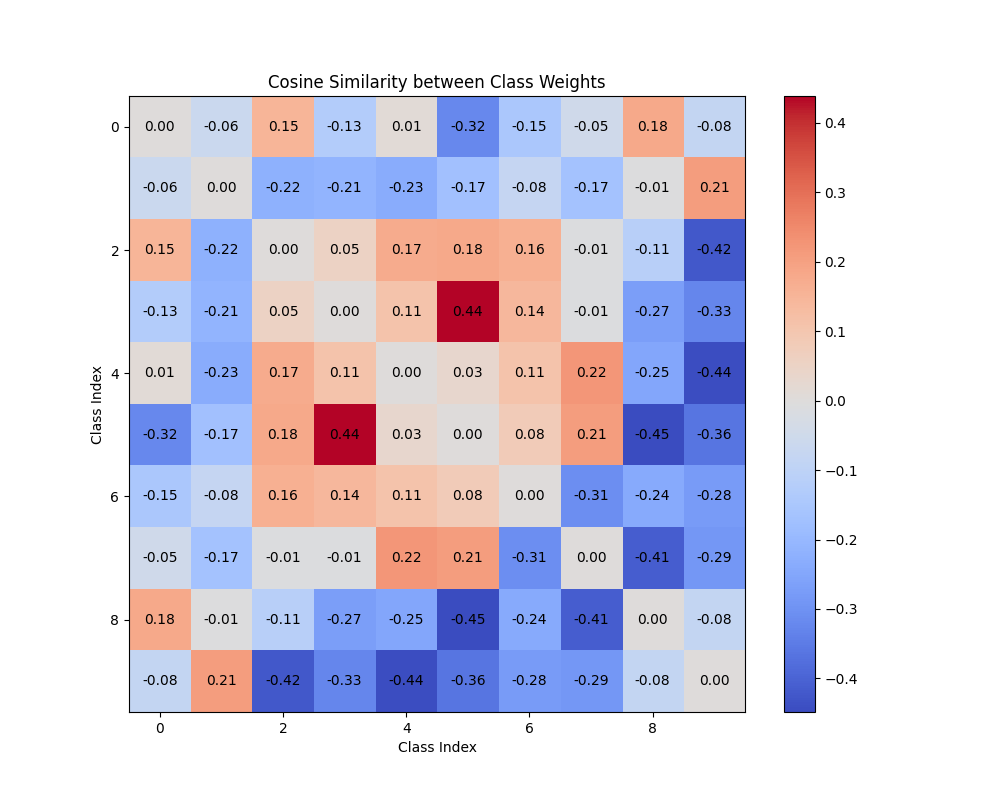 Cosine Similarity between Class Weights
0 0.00 -0.06 0.15 -0.13 0.01 -0.32 -0.15 -0.05 0.18 -0.08
-0.06 0.00 -0.22 -0.21 -0.23 -0.17 -0.08 -0.17 -0.01 0.21
2 0.15 -0.22 0.00 0.05 0.17 0.18 0.16 -0.01 -0.11 -0.42
-0.13 -0.21 0.05 0.00 0.11 0.44 0.14 -0.01 -0.27 -0.33
4 0.01 -0.23 0.17 0.11 0.00 0.03 0.11 0.22 -0.25 -0.44
-0.32 -0.17 0.18 0.44 0.03 0.00 0.08 0.21 -0.45 -0.36
6 -0.15 -0.08 0.16 0.14 0.11 0.08 0.00 -0.31 -0.24 -0.28
-0.05 -0.17 -0.01 -0.01 0.22 0.21 -0.31 0.00 -0.41 -0.29
8 0.18 -0.01 -0.11 -0.27 -0.25 -0.45 -0.24 -0.41 0.00 -0.08
-0.08 0.21 -0.42 -0.33 -0.44 -0.36 -0.28 -0.29 -0.08 0.00
0 2 4 6 8
Class Index
Class Index
0.4
0.3
0.2
0.1
0.0
−0.1
−0.2
−0.3
−0.4